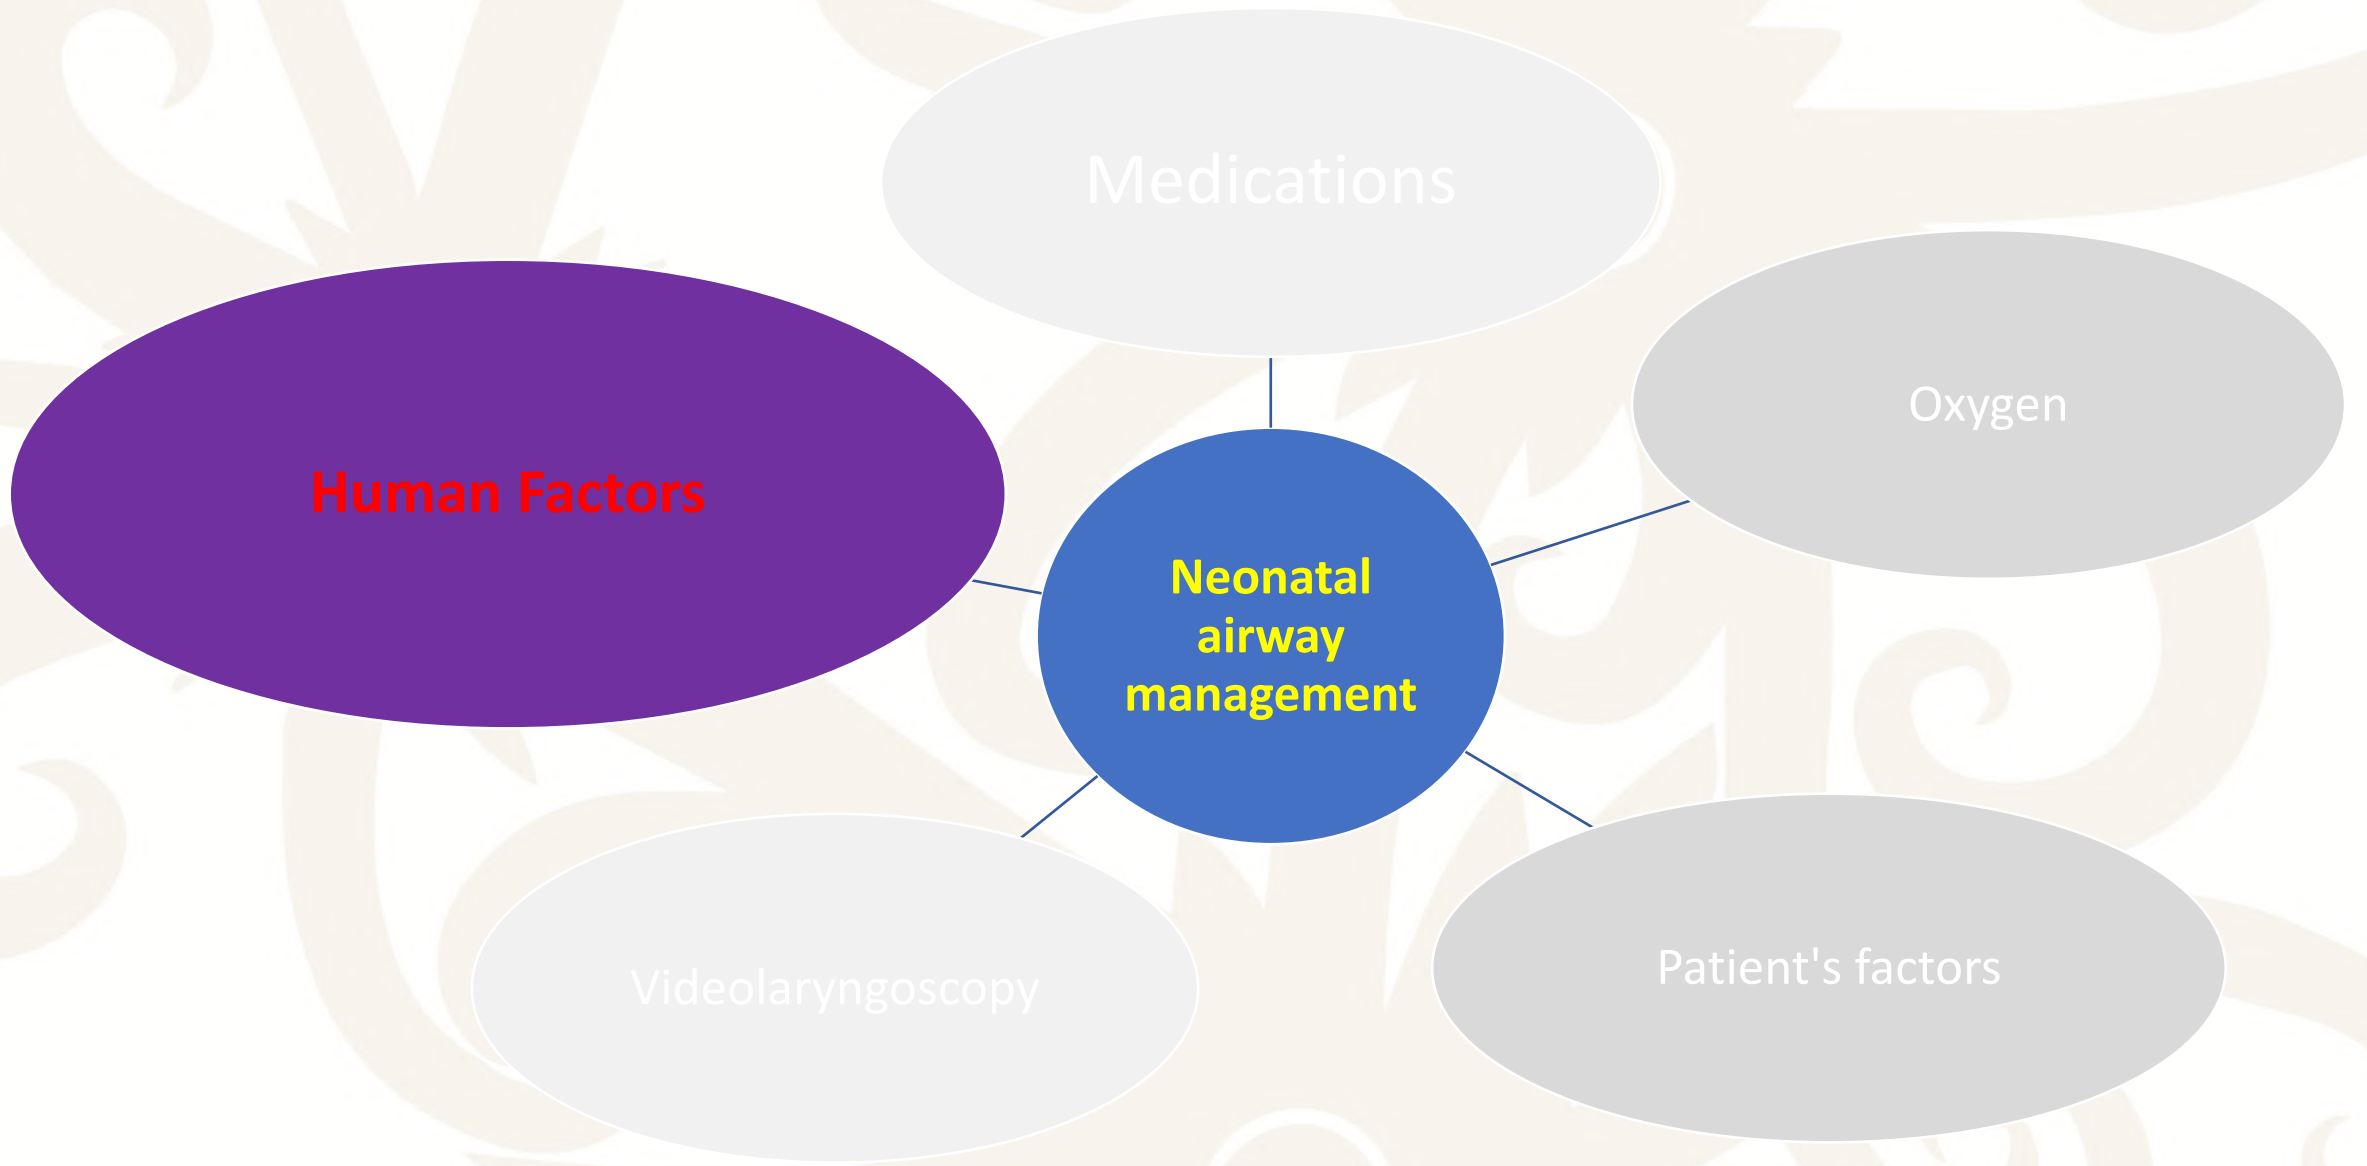 Medications
Oxygen
Human Factors
Neonatal
airway
management
Patient's factors
Videolaryngoscopy